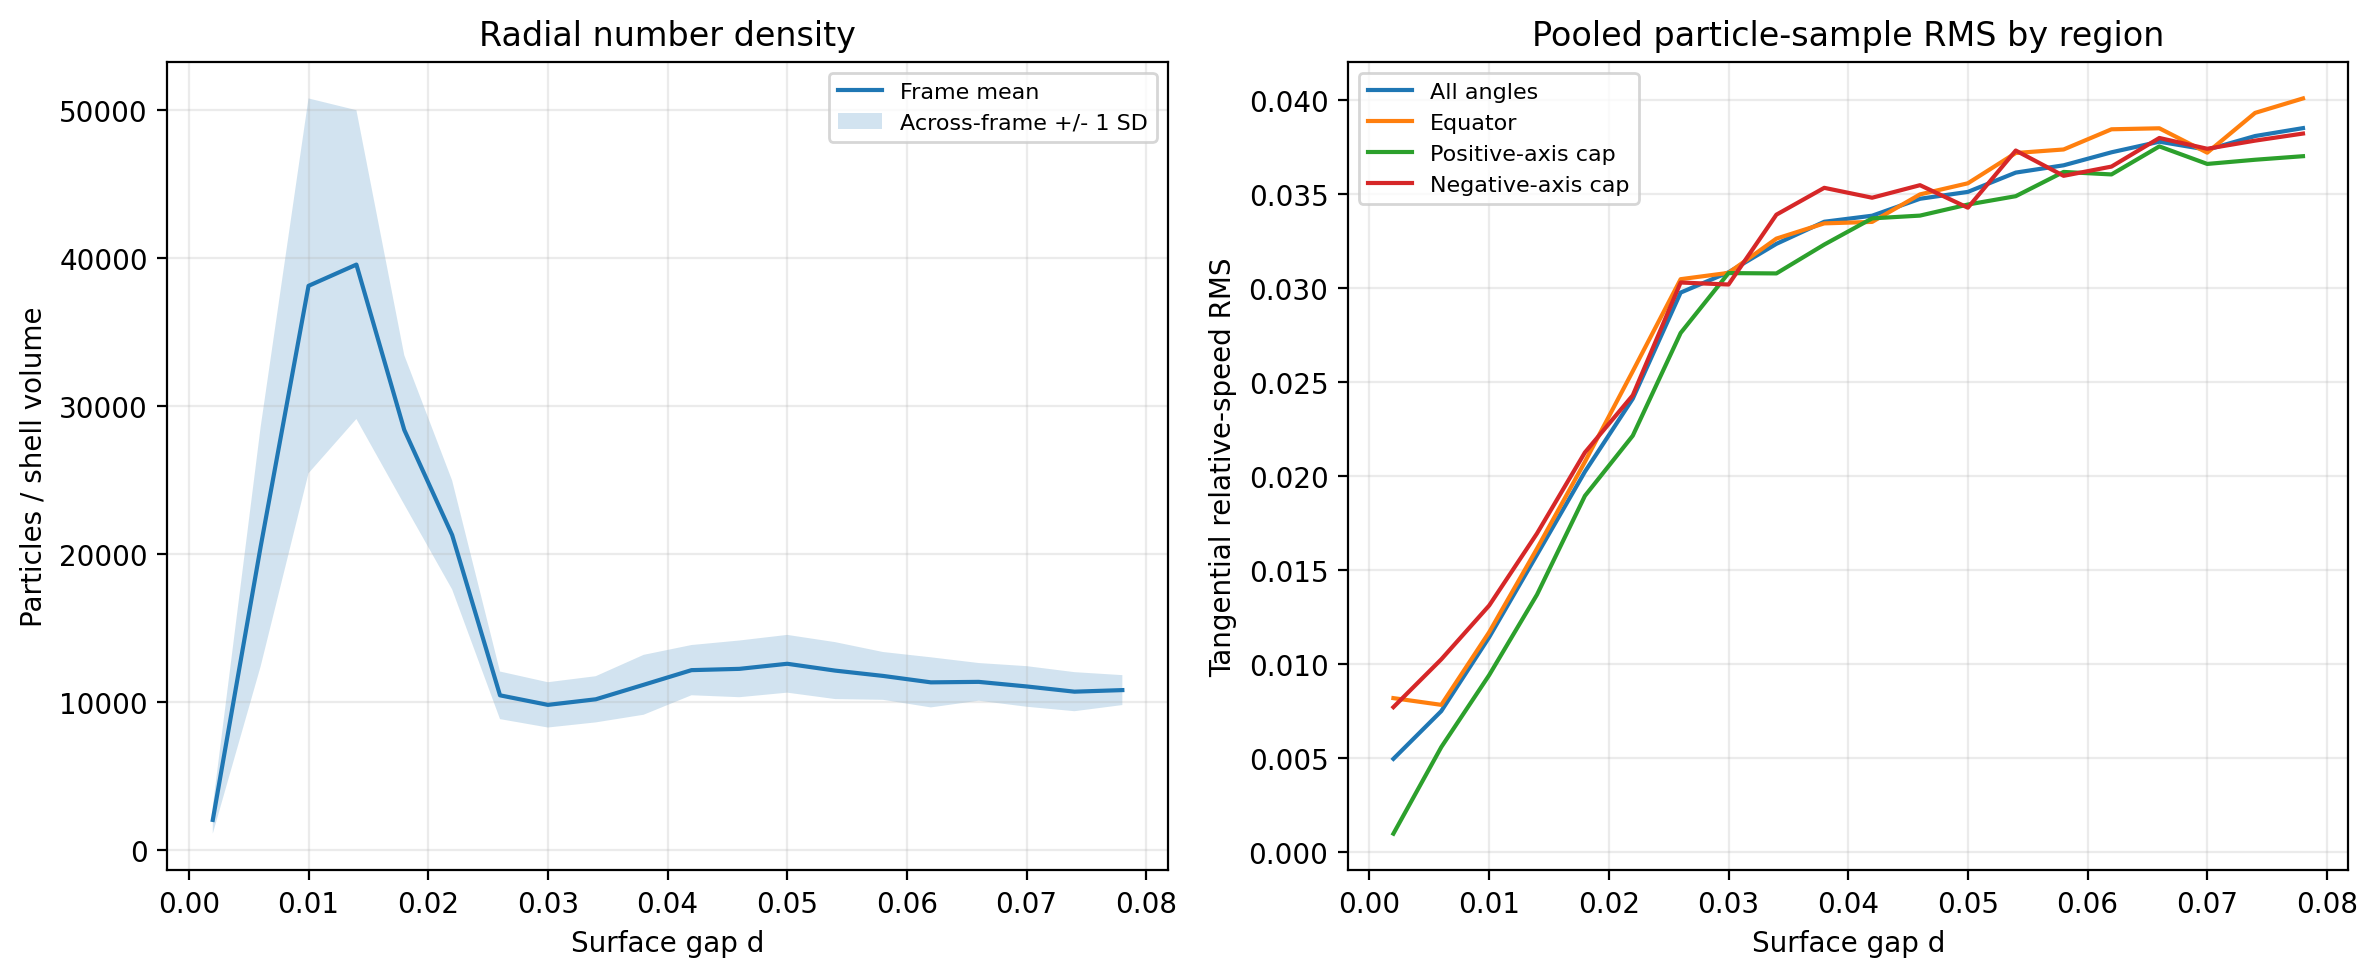 Radial number density
Frame mean
Across-frame +/- 1 SD
Particles / shell volume
50000
40000
30000
20000
10000
0
0.00 0.01 0.02 0.03 0.04 0.05 0.06 0.07 0.08
Surface gap d
Pooled particle-sample RMS by region
All angles
Equator
Positive-axis cap
Negative-axis cap
Tangential relative-speed RMS
0.040
0.035
0.030
0.025
0.020
0.015
0.010
0.005
0.000
0.00 0.01 0.02 0.03 0.04 0.05 0.06 0.07 0.08
Surface gap d